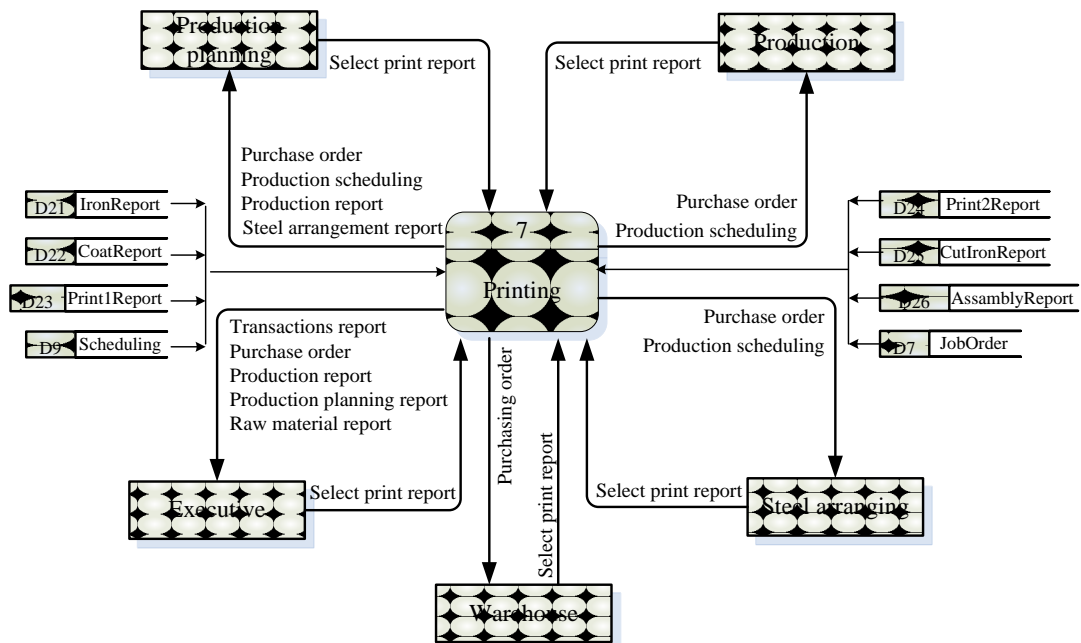 Production
planning
Production
Select print report
Select print report
Purchase order
Production scheduling
Production report
Steel arrangement report
Purchase order
Production scheduling
D21 IronReport
D22 CoatReport
D23 Print1Report
D9 Scheduling
7
Printing
D24 Print2Report
D25 CutIronReport
D26 AssamblyReport
D7 JobOrder
Transactions report
Purchase order
Production report
Production planning report
Raw material report
Purchase order
Production scheduling
Purchasing order
Select print report
Select print report
Select print report
Executive
Steel arranging
Warehouse